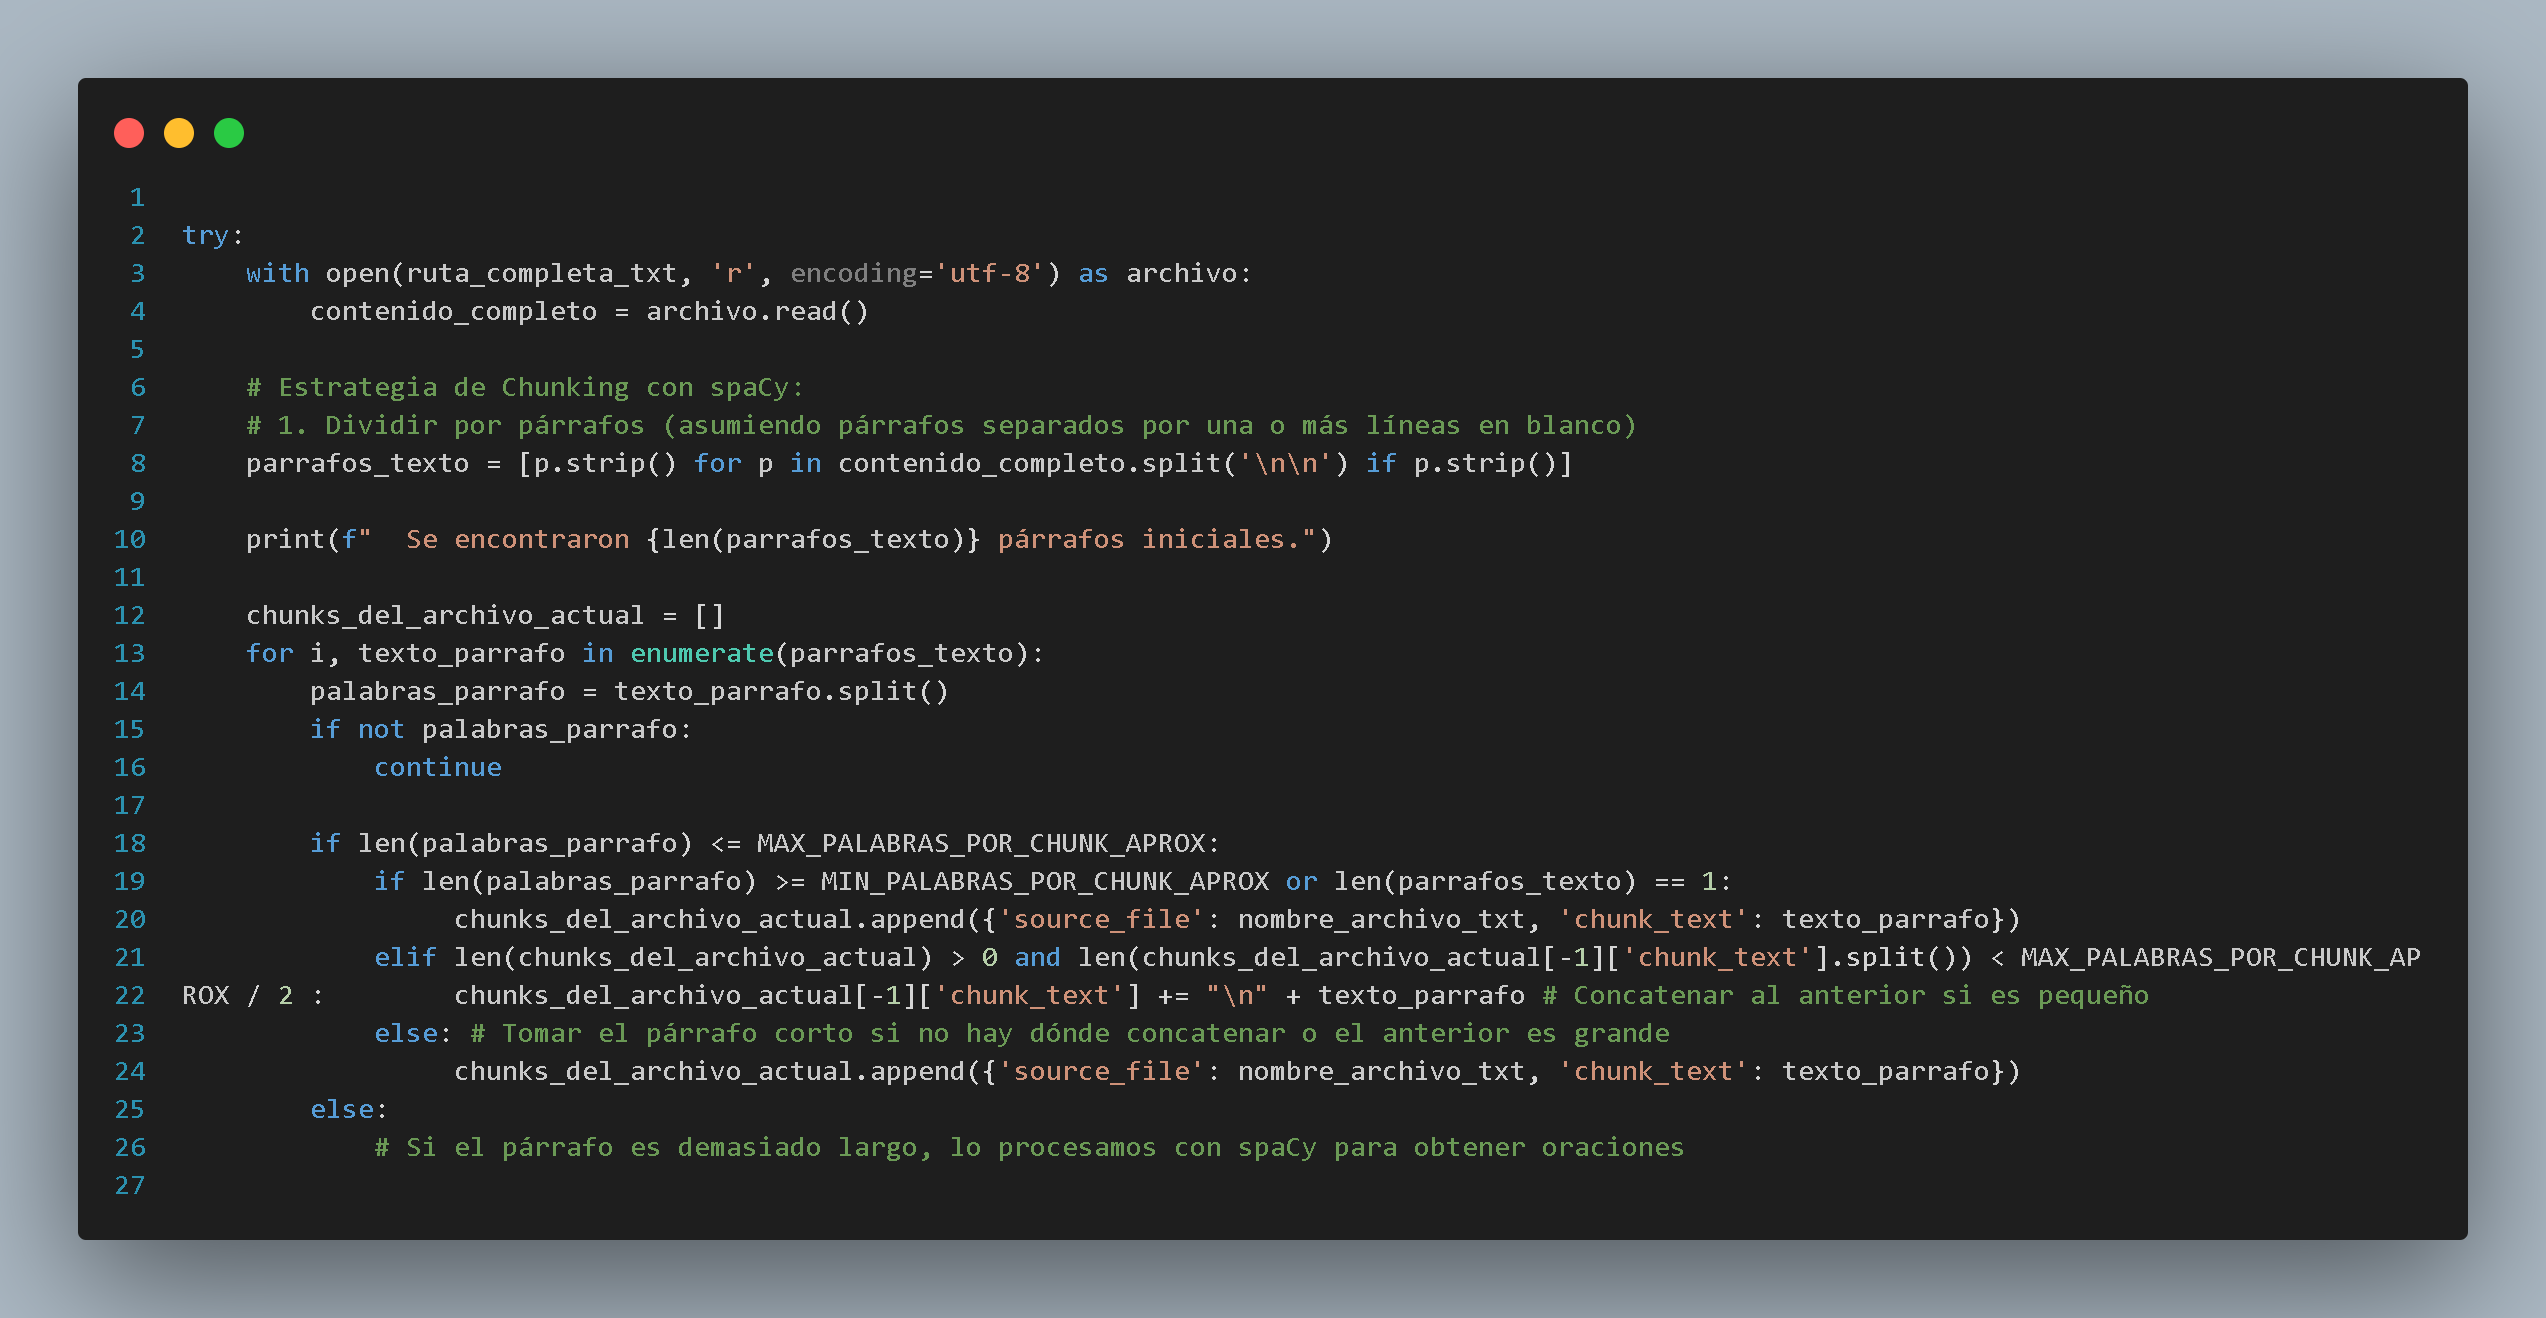 1
2 try:
3     with open(ruta_completa_txt, 'r', encoding='utf-8') as archivo:
4         contenido_completo = archivo.read()
5
6     # Estrategia de Chunking con spaCy:
7     # 1. Dividir por párrafos (asumiendo párrafos separados por una o más líneas en blanco)
8     parrafos_texto = [p.strip() for p in contenido_completo.split('\n\n') if p.strip()]
9
10     print(f"  Se encontraron {len(parrafos_texto)} párrafos iniciales.")
11
12     chunks_del_archivo_actual = []
13     for i, texto_parrafo in enumerate(parrafos_texto):
14         palabras_parrafo = texto_parrafo.split()
15         if not palabras_parrafo:
16             continue
17
18         if len(palabras_parrafo) <= MAX_PALABRAS_POR_CHUNK_APROX:
19             if len(palabras_parrafo) >= MIN_PALABRAS_POR_CHUNK_APROX or len(parrafos_texto) == 1:
20                  chunks_del_archivo_actual.append({'source_file': nombre_archivo_txt, 'chunk_text': texto_parrafo})
21             elif len(chunks_del_archivo_actual) > 0 and len(chunks_del_archivo_actual[-1]['chunk_text'].split()) < MAX_PALABRAS_POR_CHUNK_AP
22 ROX / 2 :        chunks_del_archivo_actual[-1]['chunk_text'] += "\n" + texto_parrafo # Concatenar al anterior si es pequeño
23             else: # Tomar el párrafo corto si no hay dónde concatenar o el anterior es grande
24                  chunks_del_archivo_actual.append({'source_file': nombre_archivo_txt, 'chunk_text': texto_parrafo})
25         else:
26             # Si el párrafo es demasiado largo, lo procesamos con spaCy para obtener oraciones
27